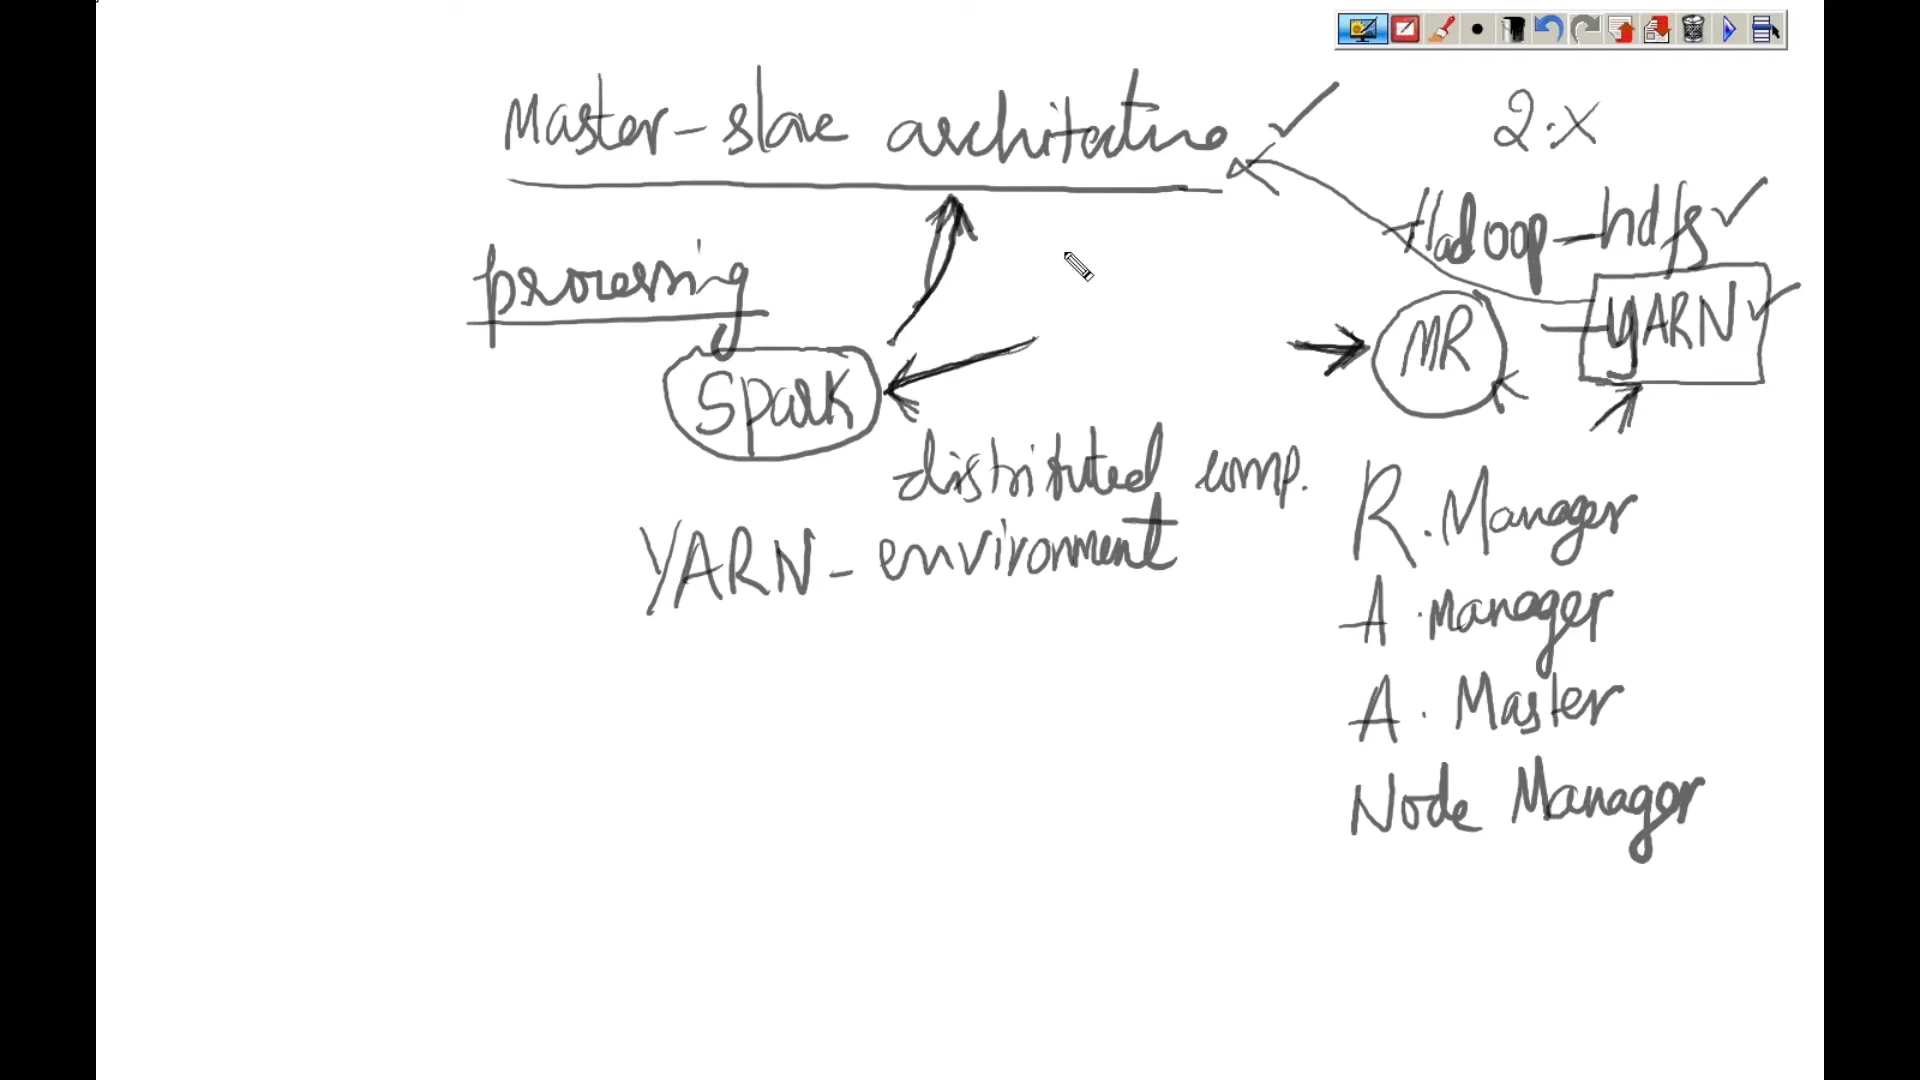 Master-slave architecture
2.X
Hadoop-hdfs
processing
YARN
MR
Spark
distributed comp.
YARN - environment
R. Manager
A. Manager
A. Master
Node Manager